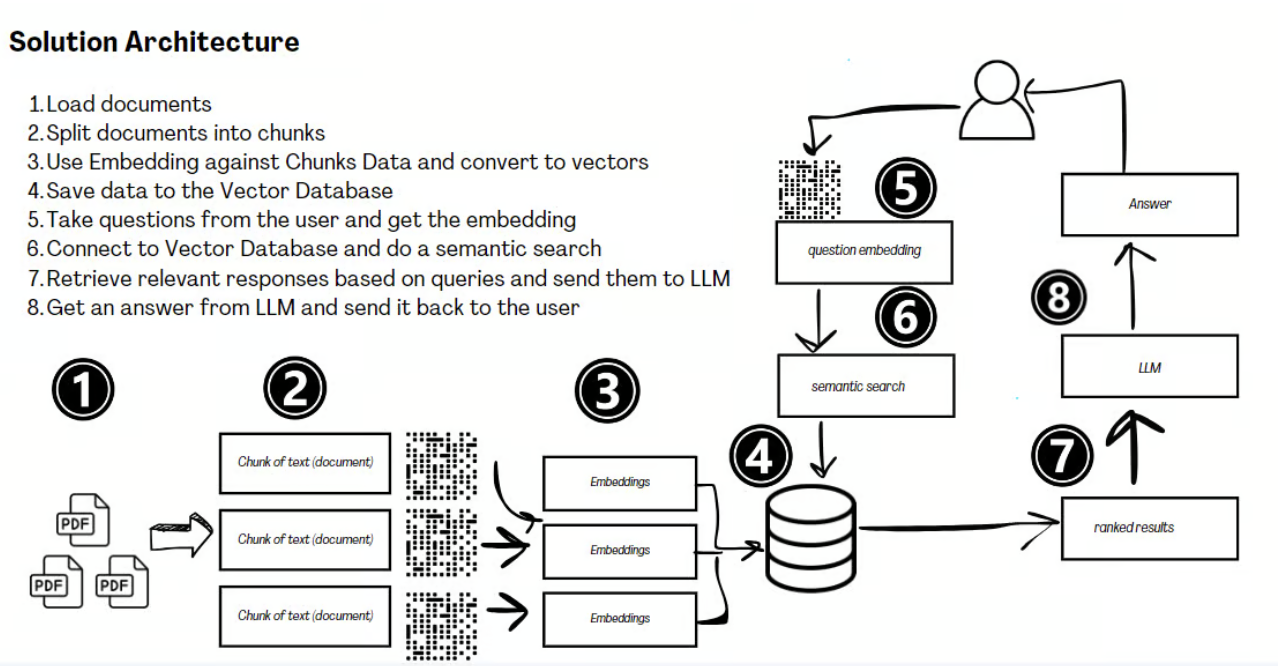 Solution Architecture
1.Load documents
2.Split documents into chunks
3.Use Embedding against Chunks Data and convert to vectors
4.Save data to the Vector Database
5.Take questions from the user and get the embedding
6.Connect to Vector Database and do a semantic search
7.Retrieve relevant responses based on queries and send them to LLM
8.Get an answer from LLM and send it back to the user
5
question embedding
6
semantic search
Answer
8
LLM
7
ranked results
1
2
3
4
PDF
PDF
PDF
Chunk of text (document)
Chunk of text (document)
Chunk of text (document)
Embeddings
Embeddings
Embeddings